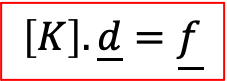 [K].d = f